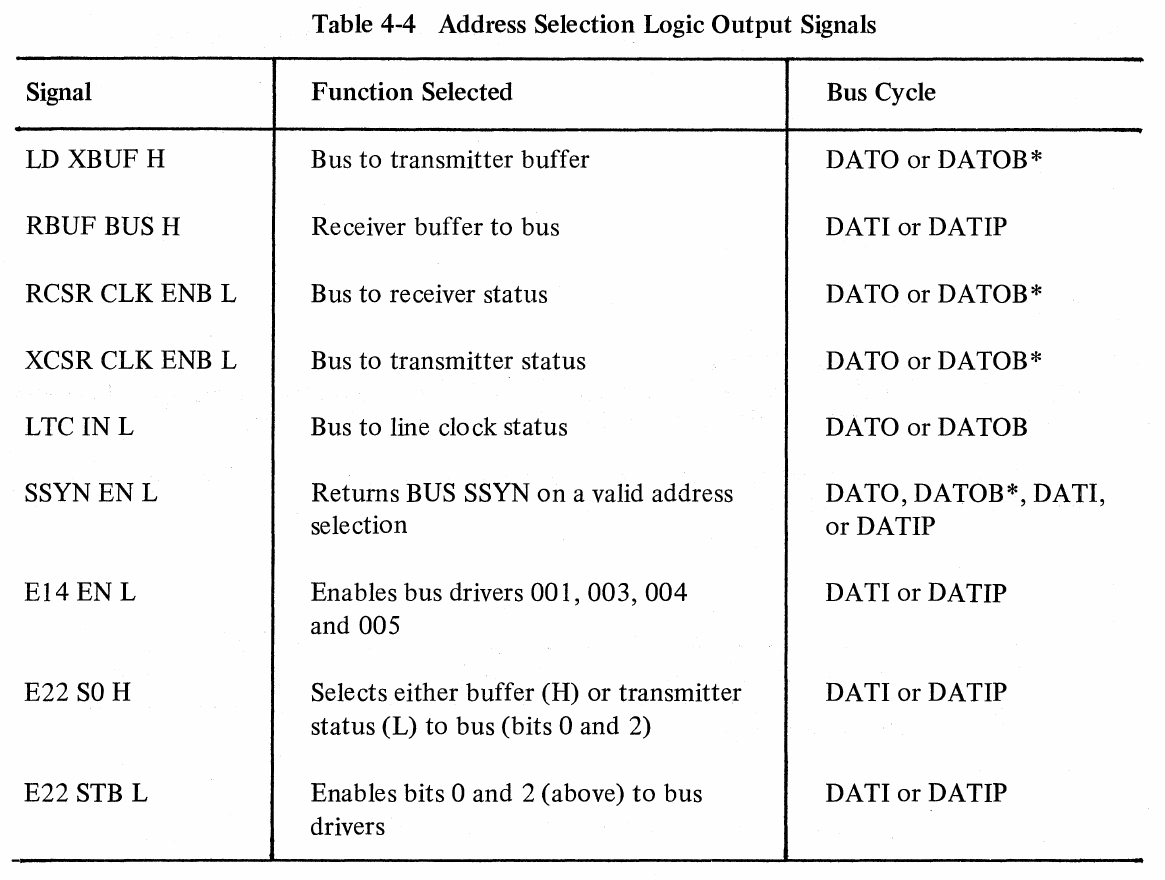 Table 4-4 Address Selection Logic Output Signals
Signal Function Selected Bus Cycle
LD XBUF H Bus to transmitter buffer DATO or DATOB*
RBUF BUS H Receiver buffer to bus DATI or DATIP
RCSR CLK ENB L Bus to receiver status DATO or DATOB*
XCSR CLK ENB L Bus to transmitter status DATO or DATOB*
LTC IN L Bus to line clock status DATO or DATOB
SSYN EN L Returns BUS SSYN on a valid address DATO, DATOB*, DATI,
selection or DATIP
E14 EN L Enables bus drivers 001, 003, 004 DATI or DATIP
and 005
E22 S0 H Selects either buffer (H) or transmitter DATI or DATIP
status (L) to bus (bits 0 and 2)
E22 STB L Enables bits 0 and 2 (above) to bus DATI or DATIP
drivers